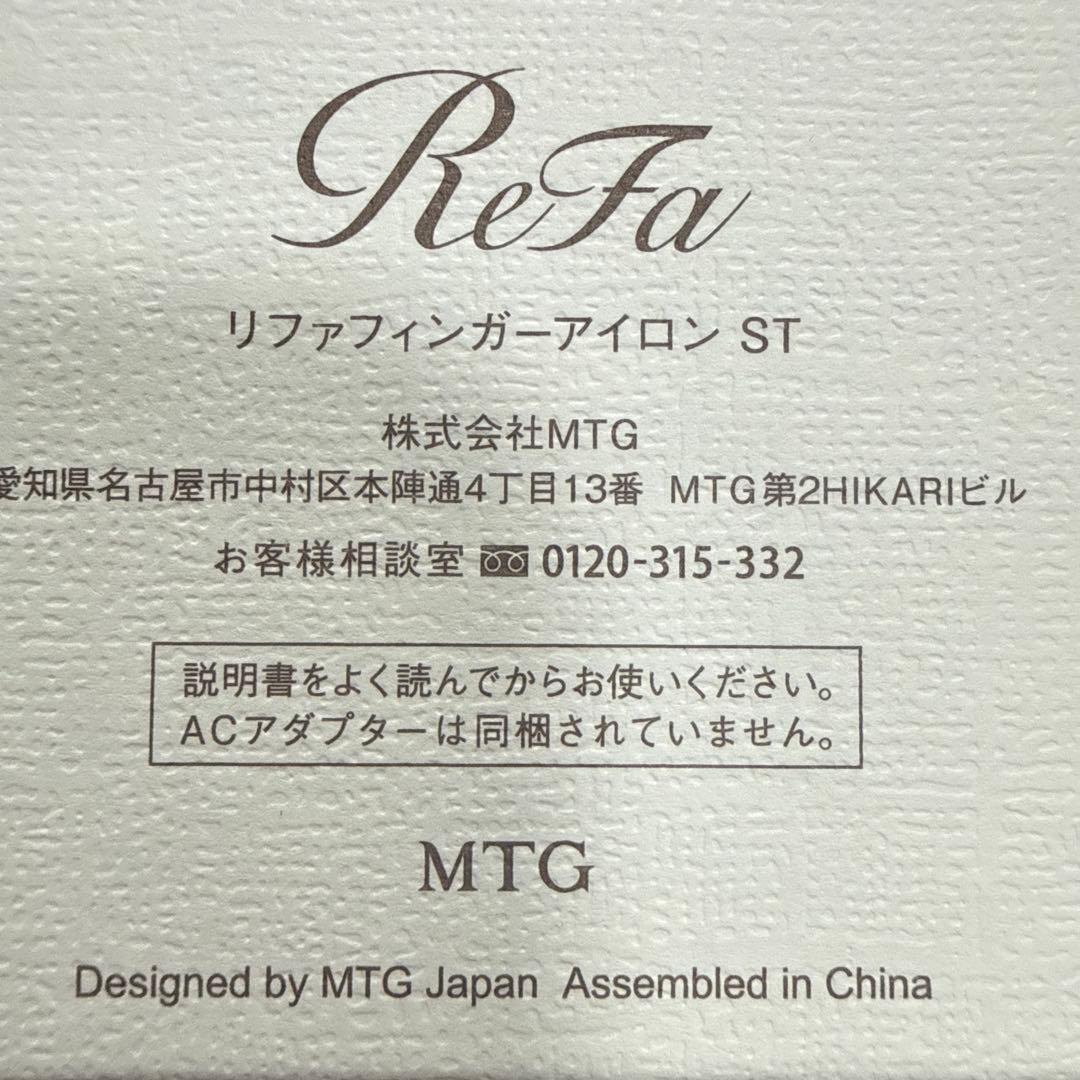 ReFa
リファフィンガーアイロン ST
株式会社MTG
愛知県名古屋市中村区本陣通4丁目13番 MTG第2HIKARIビル
お客様相談室 0120-315-332
説明書をよく読んでからお使いください。
ACアダプターは同梱されていません。
MTG
Designed by MTG Japan Assembled in China